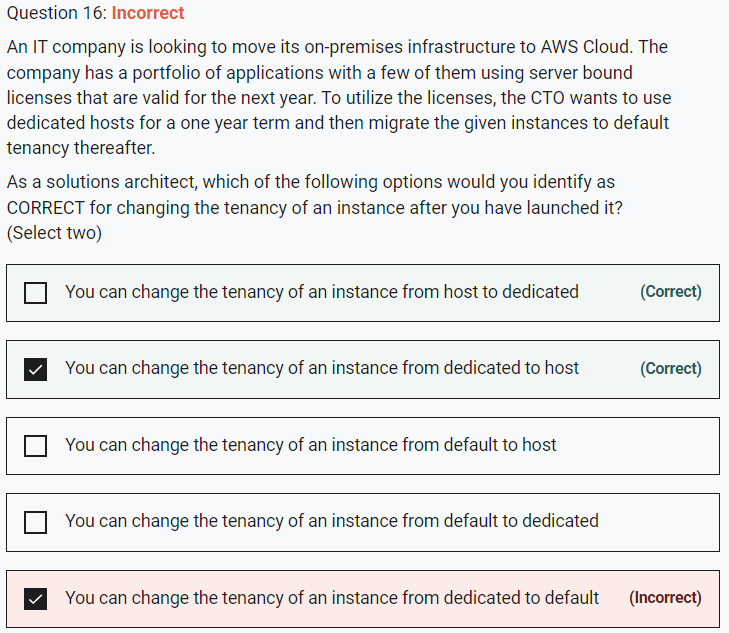 Question 16: Incorrect
An IT company is looking to move its on-premises infrastructure to AWS Cloud. The
company has a portfolio of applications with a few of them using server bound
licenses that are valid for the next year. To utilize the licenses, the CTO wants to use
dedicated hosts for a one year term and then migrate the given instances to default
tenancy thereafter.
As a solutions architect, which of the following options would you identify as
CORRECT for changing the tenancy of an instance after you have launched it?
(Select two)
You can change the tenancy of an instance from host to dedicated (Correct)
You can change the tenancy of an instance from dedicated to host (Correct)
You can change the tenancy of an instance from default to host
You can change the tenancy of an instance from default to dedicated
You can change the tenancy of an instance from dedicated to default (Incorrect)